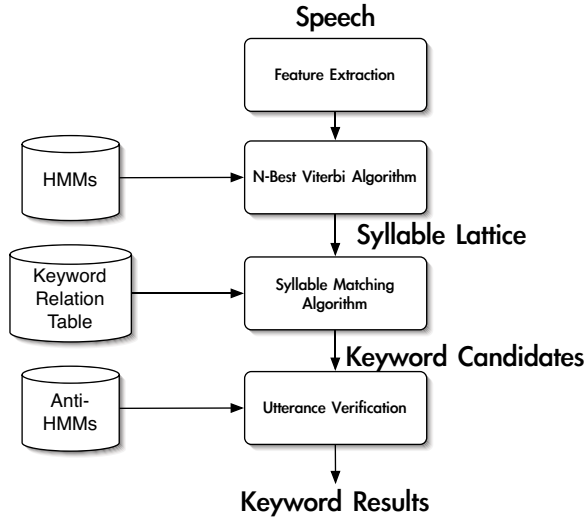 Speech
Feature Extraction
HMMs
N-Best Viterbi Algorithm
Syllable Lattice
Keyword
Relation
Table
Syllable Matching
Algorithm
Keyword Candidates
Anti-
HMMs
Utterance Verification
Keyword Results